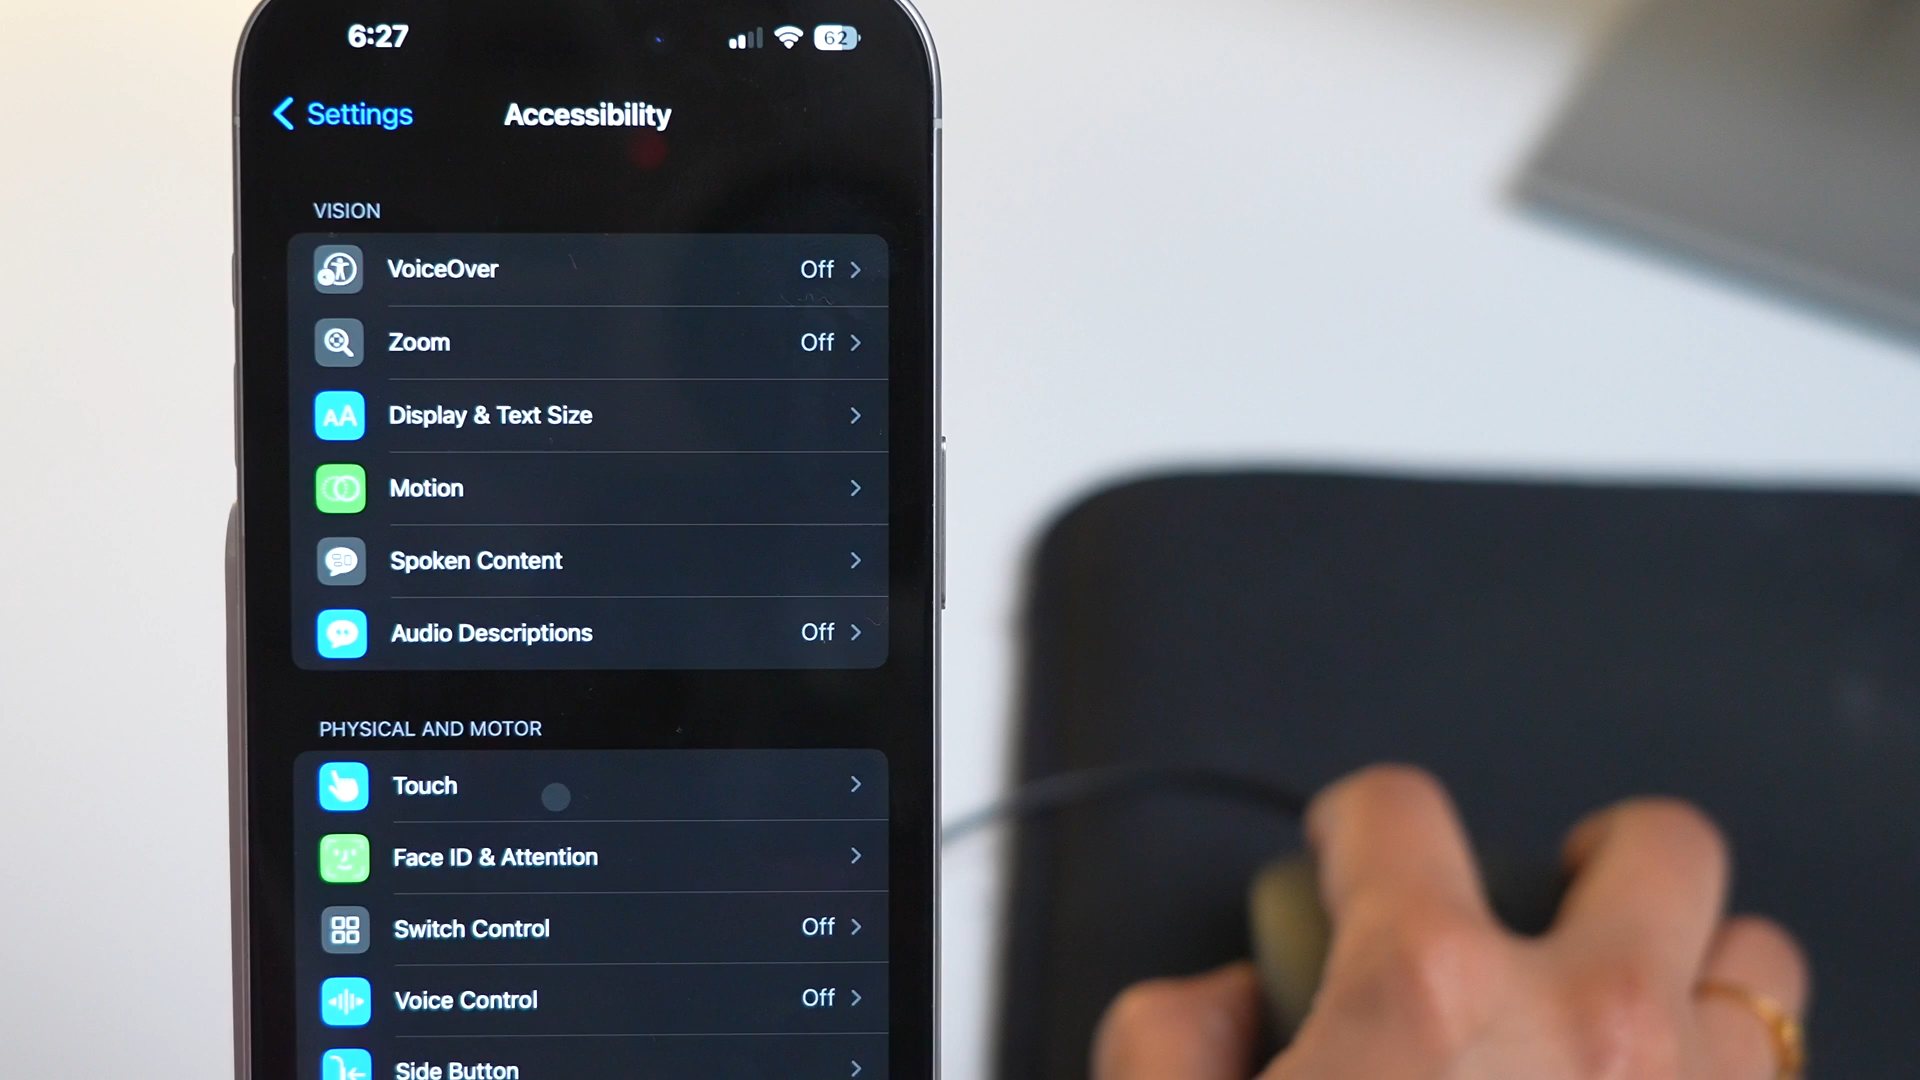 6:27 62
Settings Accessibility
VISION
VoiceOver Off
Zoom Off
AA Display & Text Size
Motion
Spoken Content
Audio Descriptions Off
PHYSICAL AND MOTOR
Touch
Face ID & Attention
Switch Control Off
Voice Control Off
Side Button